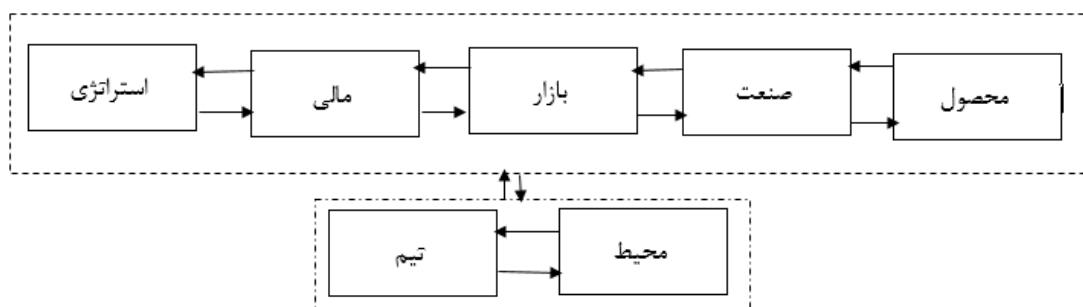 محصول
صنعت
بازار
مالی
استراتژی
محیط
تیم